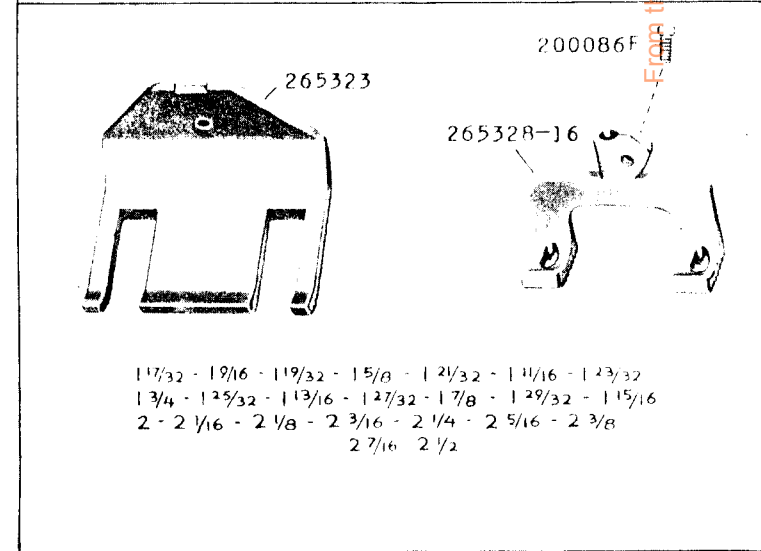 From t
200086F
265323
265328-16
1 17/32 - 1 9/16 - 1 19/32 - 1 5/8 - 1 21/32 - 1 11/16 - 1 23/32
1 3/4 - 1 25/32 - 1 13/16 - 1 27/32 - 1 7/8 - 1 29/32 - 1 15/16
2 - 2 1/16 - 2 1/8 - 2 3/16 - 2 1/4 - 2 5/16 - 2 3/8
2 7/16 2 1/2